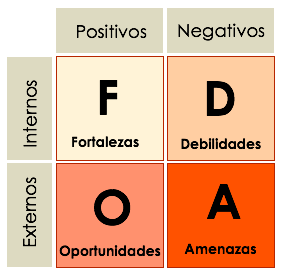 Positivos
Negativos
Internos
F
Fortalezas
D
Debilidades
Externos
O
Oportunidades
A
Amenazas